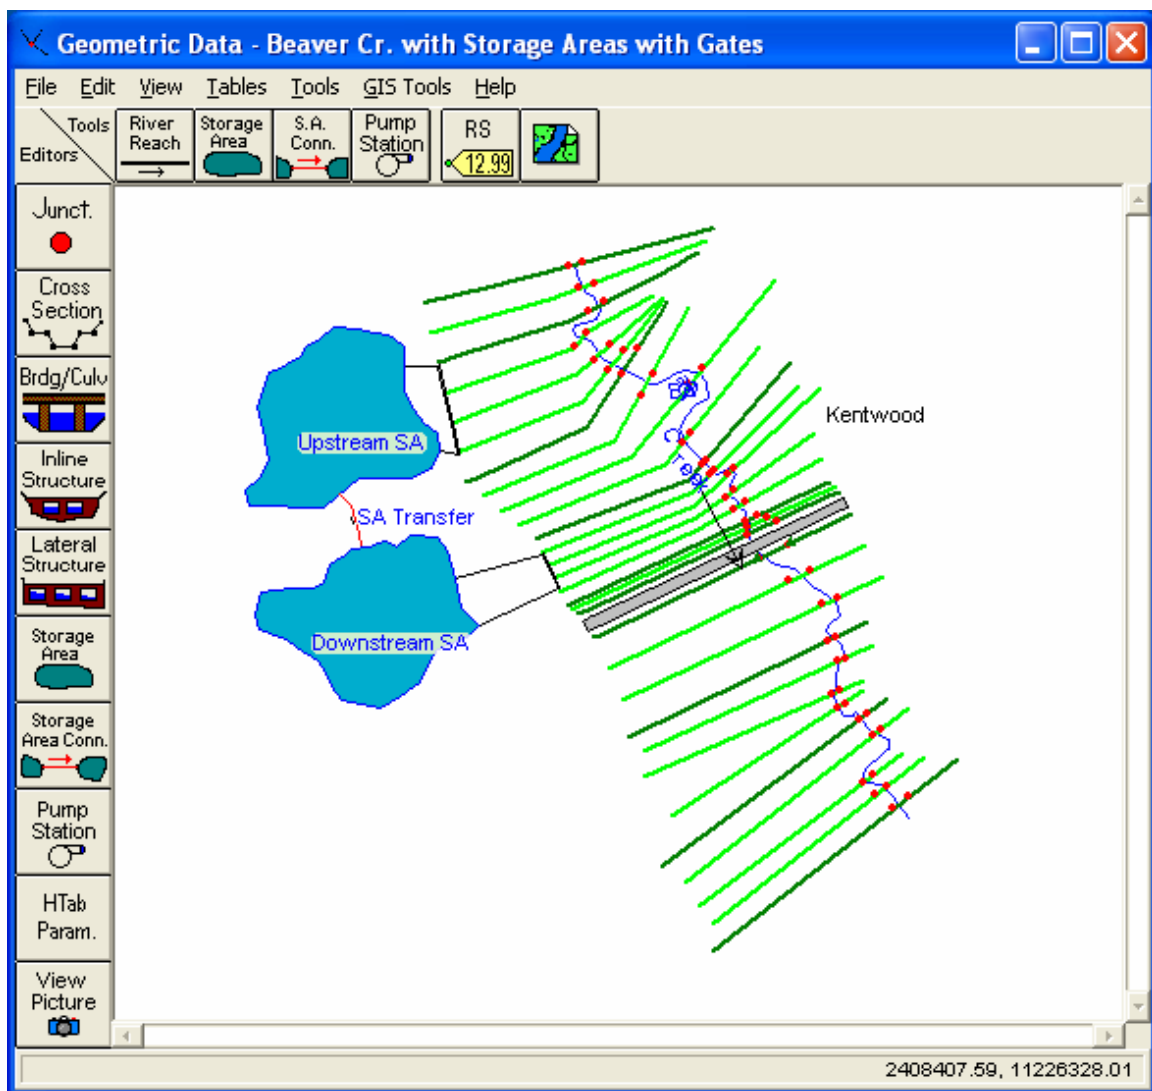 Geometric Data - Beaver Cr. with Storage Areas with Gates
File Edit View Tables Tools GIS Tools Help
Tools
Editors
River
Reach
Storage
Area
S.A.
Conn.
Pump
Station
RS
12.99
Junct.
Cross
Section
Brdg/Culv
Inline
Structure
Lateral
Structure
Storage
Area
Storage
Area Conn.
Pump
Station
HTab
Param.
View
Picture
Kentwood
Creek
Upstream SA
SA Transfer
Downstream SA
2408407.59, 11226328.01